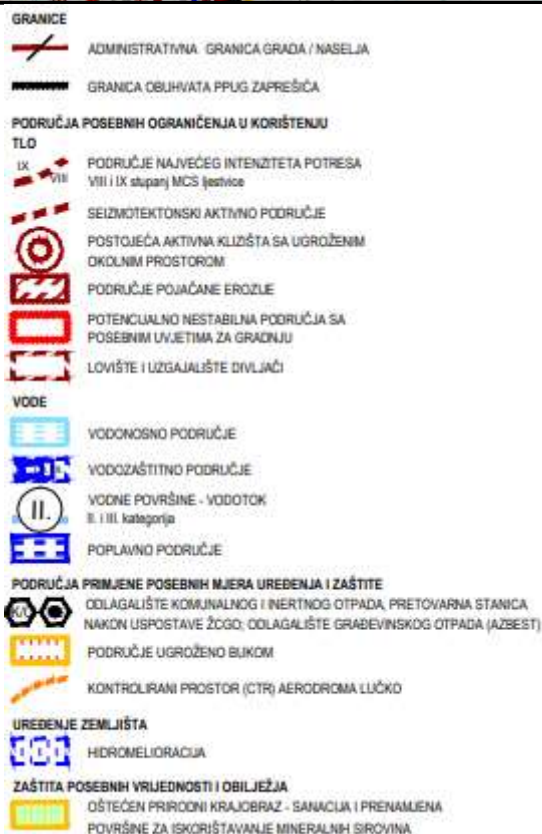 GRANICE
ADMINISTRATIVNA GRANICA GRADA / NASELJA
GRANICA OBUHVATA PPUG ZAPREŠIĆA
PODRUČJA POSEBNIH OGRANIČENJA U KORIŠTENJU
TLO
IX
VIII
PODRUČJE NAJVEĆEG INTENZITETA POTRESA
VIII i IX stupanj MCS ljestvice
SEIZMOTEKTONSKI AKTIVNO PODRUČJE
POSTOJEĆA AKTIVNA KLIZIŠTA SA UGROŽENIM
OKOLNIM PROSTOROM
PODRUČJE POJAČANE EROZIJE
POTENCIJALNO NESTABILNA PODRUČJA SA
POSEBNIM UVJETIMA ZA GRADNJU
LOVIŠTE I UZGAJALIŠTE DIVLJAČI
VODE
VODONOSNO PODRUČJE
VODOZAŠTITNO PODRUČJE
II.
VODNE POVRŠINE - VODOTOK
II. i III. kategorija
POPLAVNO PODRUČJE
PODRUČJA PRIMJENE POSEBNIH MJERA UREĐENJA I ZAŠTITE
ODLAGALIŠTE KOMUNALNOG I INERTNOG OTPADA, PRETOVARNA STANICA
NAKON USPOSTAVE ŽCGO; ODLAGALIŠTE GRAĐEVINSKOG OTPADA (AZBEST)
PODRUČJE UGROŽENO BUKOM
KONTROLIRANI PROSTOR (CTR) AERODROMA LUČKO
UREĐENJE ZEMLJIŠTA
HIDROMELIORACIJA
ZAŠTITA POSEBNIH VRIJEDNOSTI I OBILJEŽJA
OŠTEĆEN PRIRODNI KRAJOBRAZ - SANACIJA I PRENAMJENA
POVRŠINE ZA ISKORIŠTAVANJE MINERALNIH SIROVINA